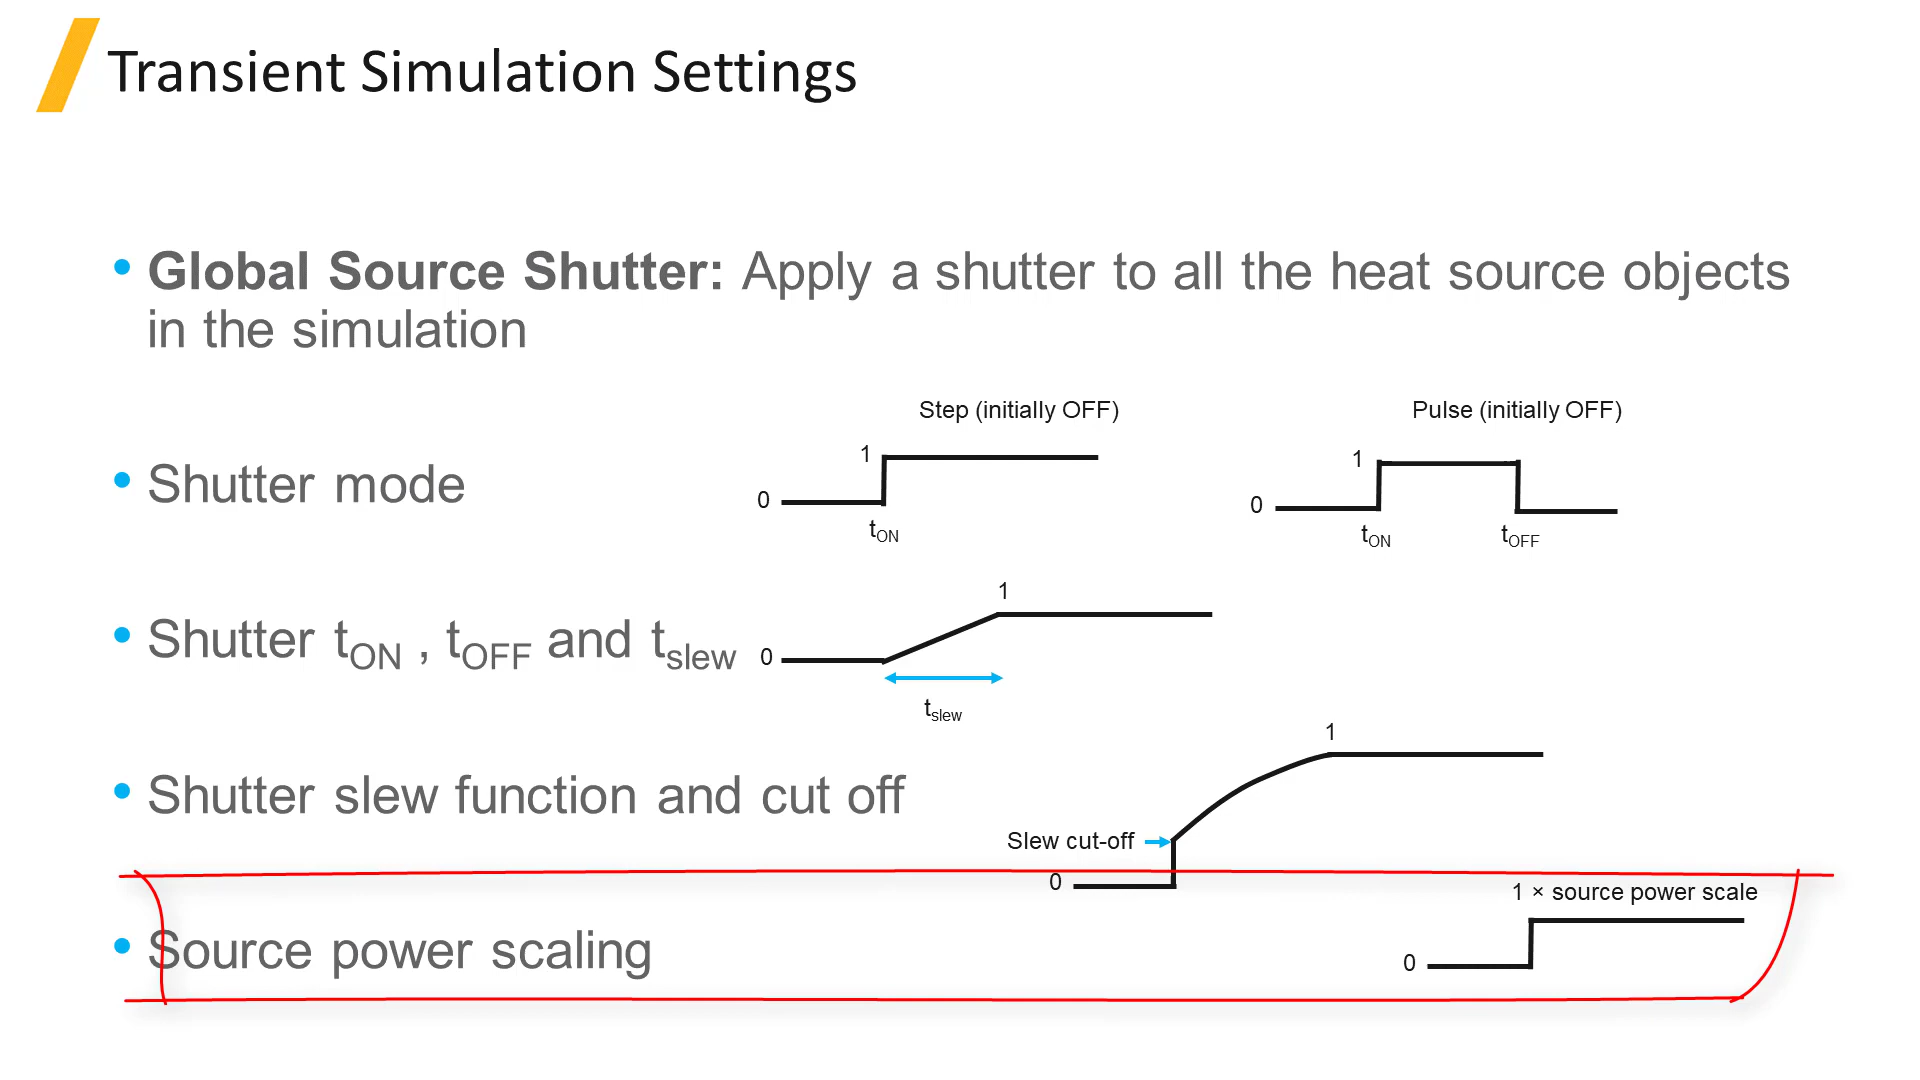 Transient Simulation Settings
• Global Source Shutter: Apply a shutter to all the heat source objects
in the simulation
Step (initially OFF)
Pulse (initially OFF)
• Shutter mode
1
0
tON
1
0
tON
tOFF
• Shutter tON , tOFF and tslew
1
0
tslew
• Shutter slew function and cut off
1
Slew cut-off
0
• Source power scaling
1 × source power scale
0